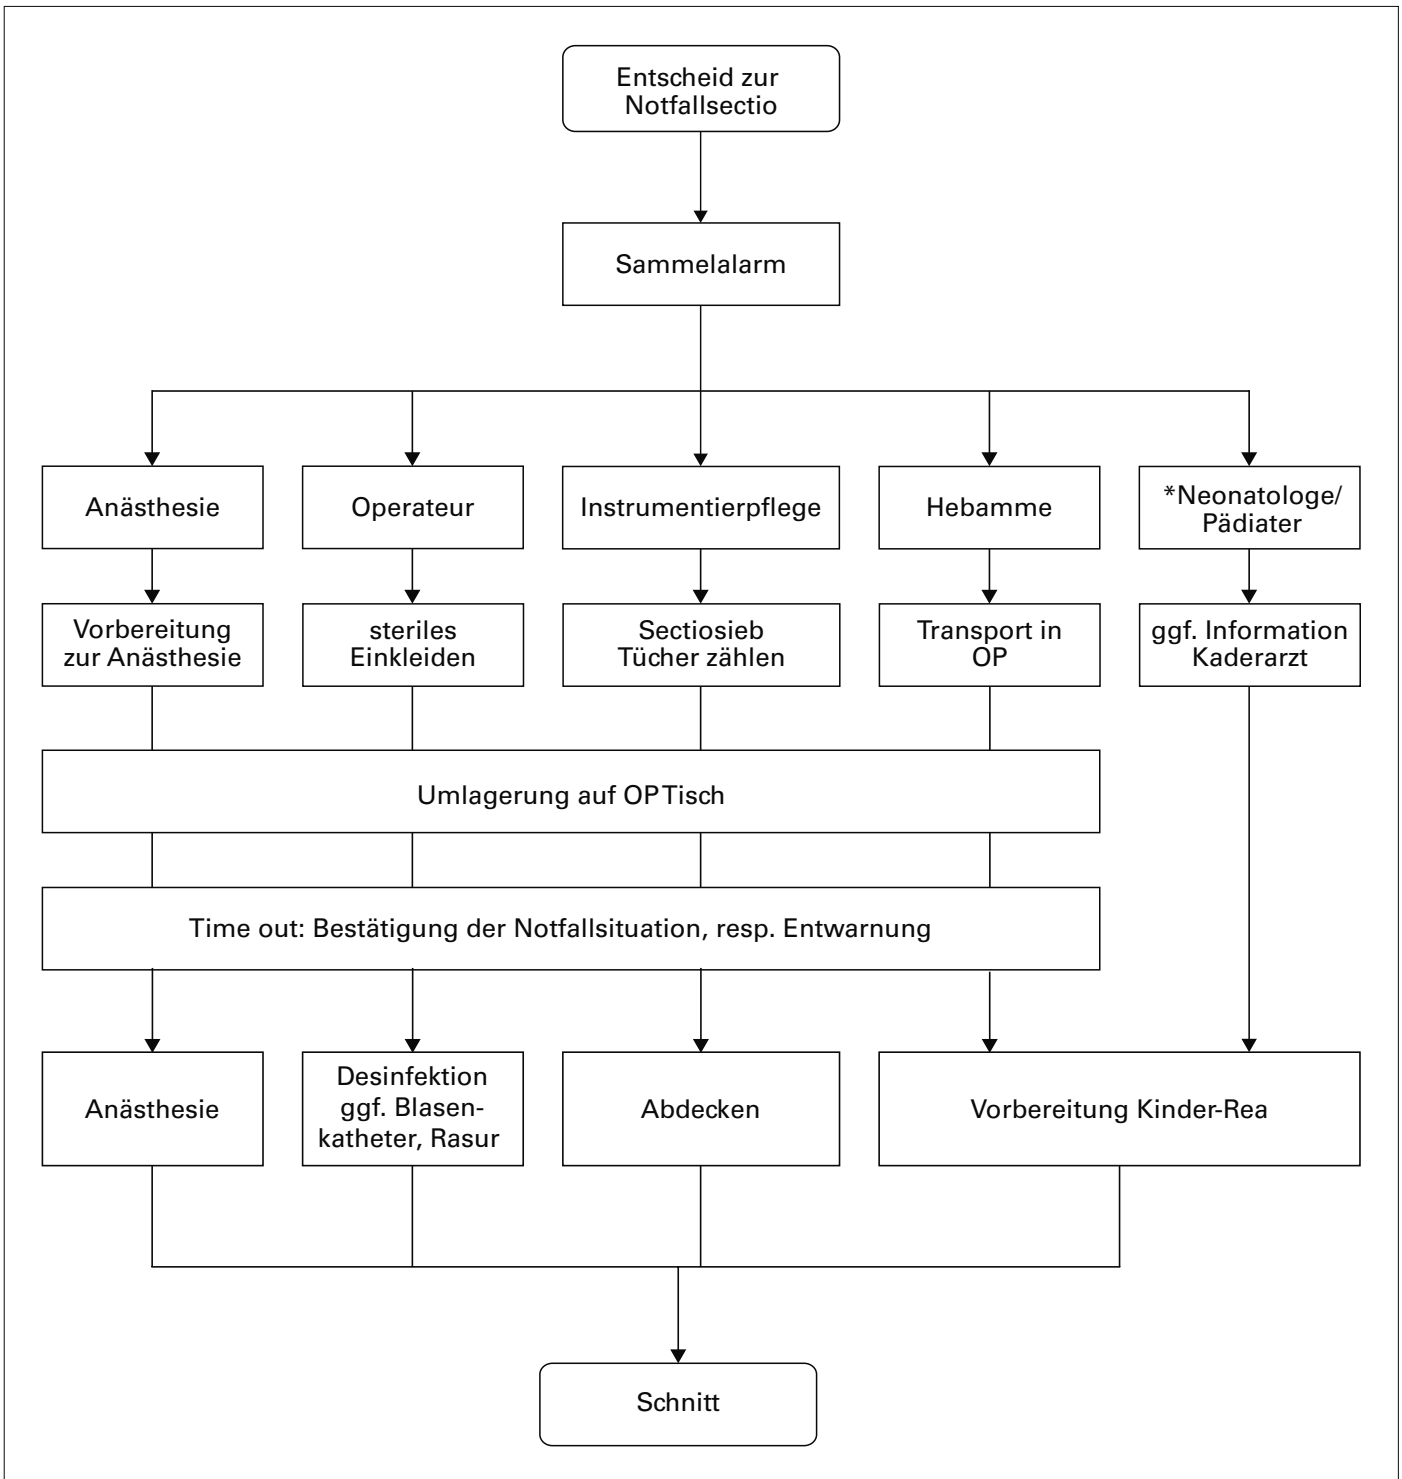 Entscheid zur
Notfallsectio
Sammelalarm
Anästhesie
Operateur
Instrumentierpflege
Hebamme
*Neonatologe/
Pädiater
Vorbereitung
zur Anästhesie
steriles
Einkleiden
Sectiosieb
Tücher zählen
Transport in
OP
ggf. Information
Kaderarzt
Umlagerung auf OP Tisch
Time out: Bestätigung der Notfallsituation, resp. Entwarnung
Anästhesie
Desinfektion
ggf. Blasen-
katheter, Rasur
Abdecken
Vorbereitung Kinder-Rea
Schnitt